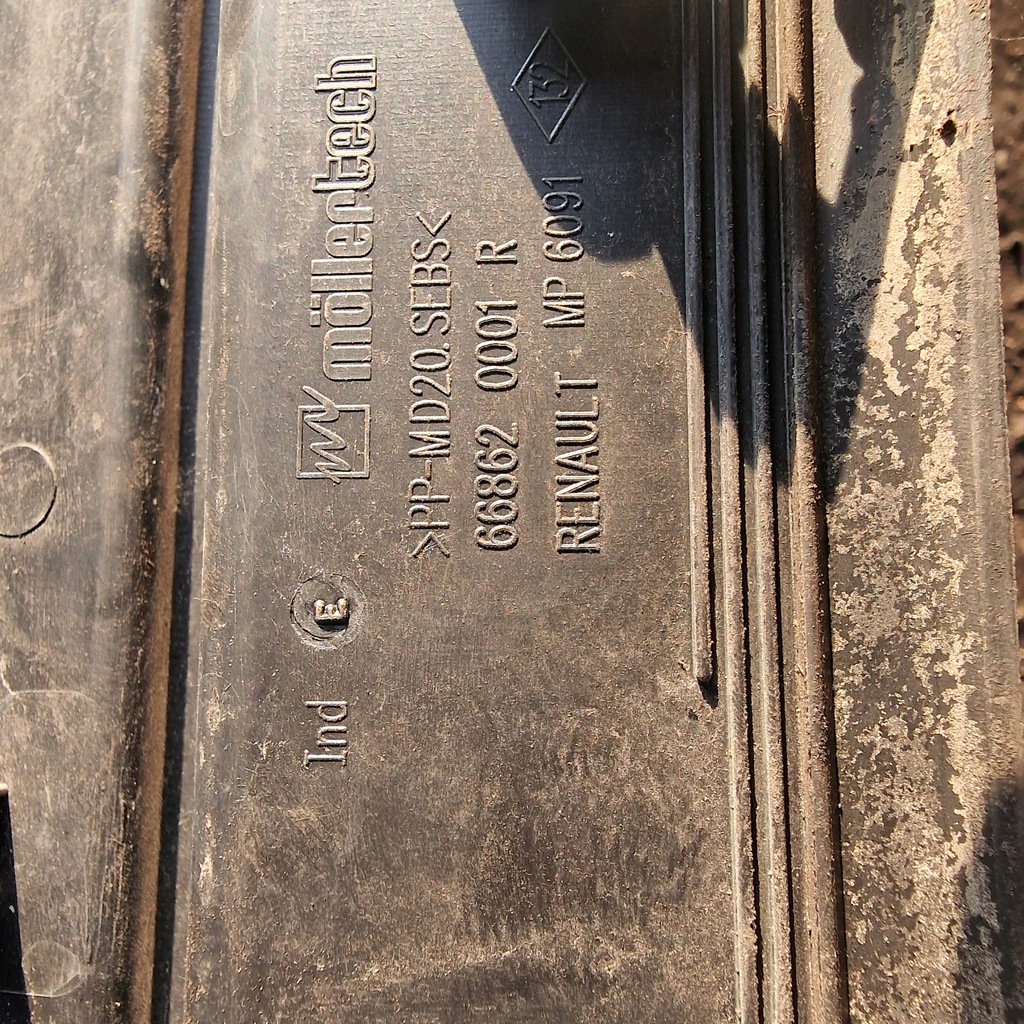 möllertech
>PP-MD20.SEBS<
66862 0001 R
RENAULT MP 6091 132
Ind E